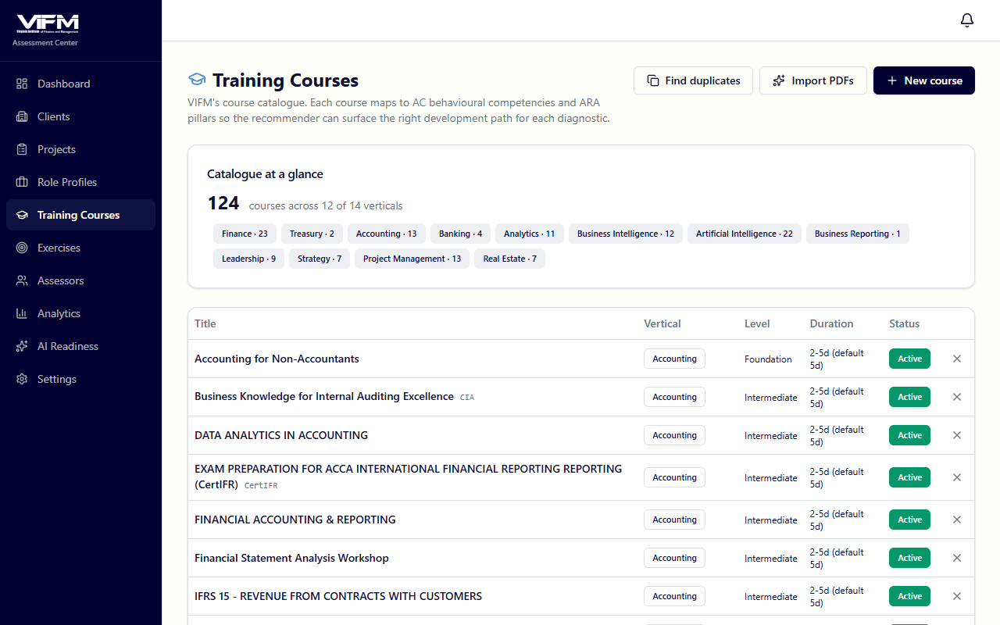 VIFM
Virginia Institute of Finance and Management
Assessment Center
Dashboard
Clients
Projects
Role Profiles
Training Courses
Exercises
Assessors
Analytics
AI Readiness
Settings
Training Courses
VIFM's course catalogue. Each course maps to AC behavioural competencies and ARA
pillars so the recommender can surface the right development path for each diagnostic.
Find duplicates
Import PDFs
New course
Catalogue at a glance
124 courses across 12 of 14 verticals
Finance · 23 Treasury · 2 Accounting · 13 Banking · 4 Analytics · 11 Business Intelligence · 12 Artificial Intelligence · 22 Business Reporting · 1
Leadership · 9 Strategy · 7 Project Management · 13 Real Estate · 7
Title Vertical Level Duration Status
Accounting for Non-Accountants Accounting Foundation 2-5d (default 5d) Active
Business Knowledge for Internal Auditing Excellence CIA Accounting Intermediate 2-5d (default 5d) Active
DATA ANALYTICS IN ACCOUNTING Accounting Intermediate 2-5d (default 5d) Active
EXAM PREPARATION FOR ACCA INTERNATIONAL FINANCIAL REPORTING REPORTING
(CertIFR) CertIFR Accounting Intermediate 2-5d (default 5d) Active
FINANCIAL ACCOUNTING & REPORTING Accounting Intermediate 2-5d (default 5d) Active
Financial Statement Analysis Workshop Accounting Intermediate 2-5d (default 5d) Active
IFRS 15 - REVENUE FROM CONTRACTS WITH CUSTOMERS Accounting Intermediate 2-5d (default 5d) Active